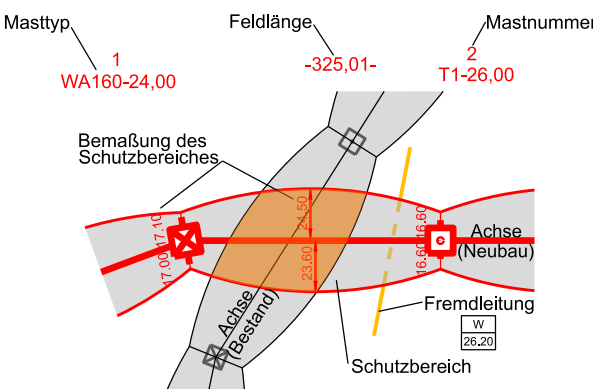 Masttyp
Feldlänge
Mastnummer
1
WA160-24,00
-325,01-
2
T1-26,00
Bemaßung des
Schutzbereiches
17.10
17.00
21.50
23.60
16.60
16.60
Achse
(Neubau)
Achse
(Bestand)
Fremdleitung
W
26.20
Schutzbereich